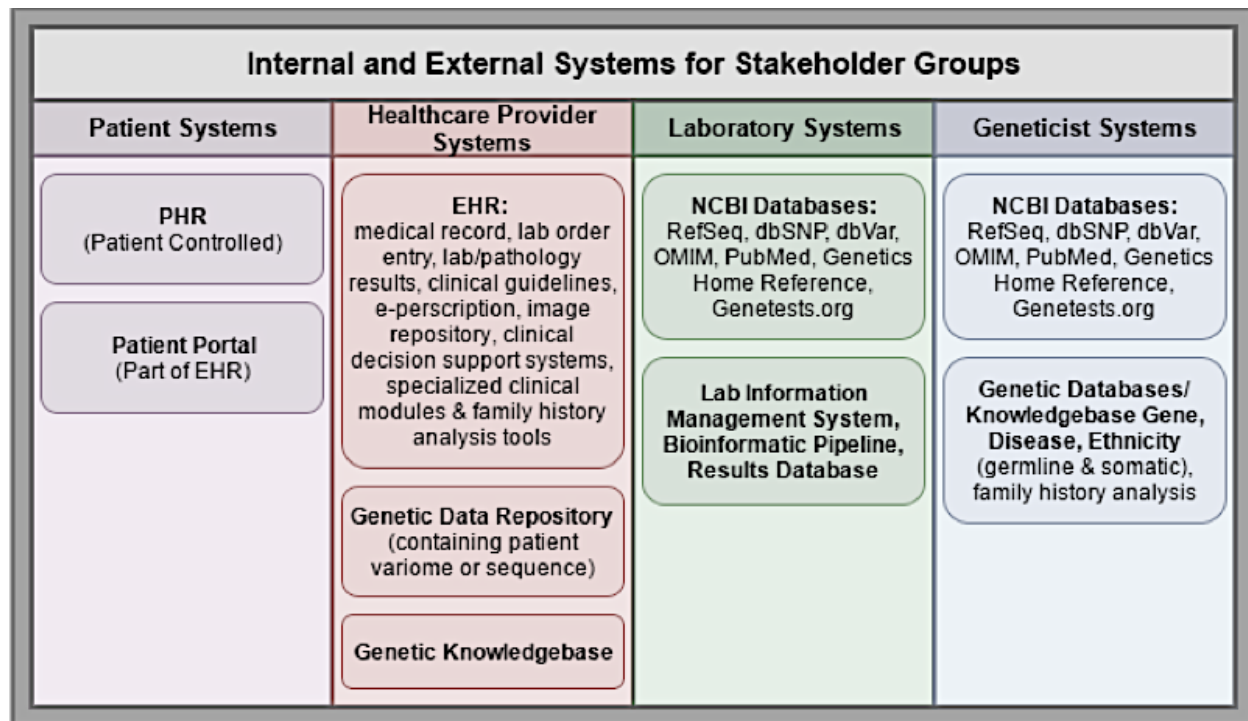 Internal and External Systems for Stakeholder Groups
Patient Systems
Healthcare Provider
Systems
Laboratory Systems
Geneticist Systems
PHR
(Patient Controlled)
Patient Portal
(Part of EHR)
EHR:
medical record, lab order
entry, lab/pathology
results, clinical guidelines,
e-perscription, image
repository, clinical
decision support systems,
specialized clinical
modules & family history
analysis tools
Genetic Data Repository
(containing patient
variome or sequence)
Genetic Knowledgebase
NCBI Databases:
RefSeq, dbSNP, dbVar,
OMIM, PubMed, Genetics
Home Reference,
Genetests.org
Lab Information
Management System,
Bioinformatic Pipeline,
Results Database
NCBI Databases:
RefSeq, dbSNP, dbVar,
OMIM, PubMed, Genetics
Home Reference,
Genetests.org
Genetic Databases/
Knowledgebase Gene,
Disease, Ethnicity
(germline & somatic),
family history analysis